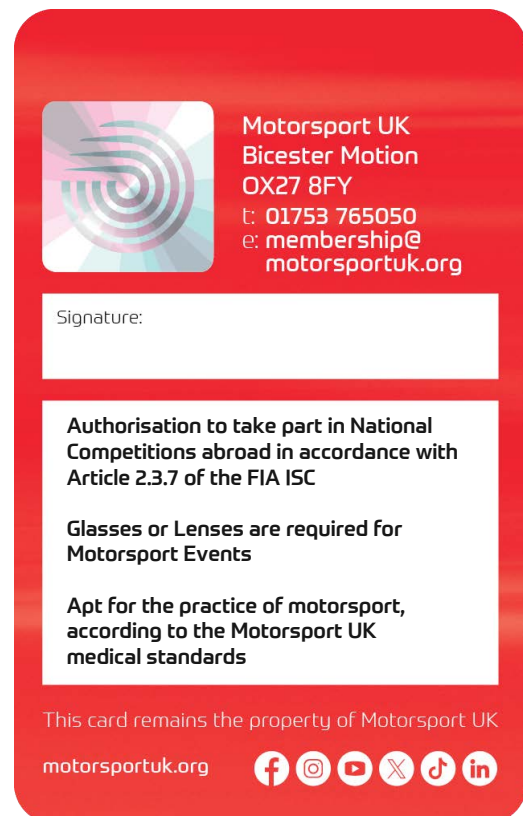 Motorsport UK
Bicester Motion
OX27 8FY
t: 01753 765050
e: membership@
motorsportuk.org
Signature:
Authorisation to take part in National
Competitions abroad in accordance with
Article 2.3.7 of the FIA ISC
Glasses or Lenses are required for
Motorsport Events
Apt for the practice of motorsport,
according to the Motorsport UK
medical standards
This card remains the property of Motorsport UK
motorsportuk.org